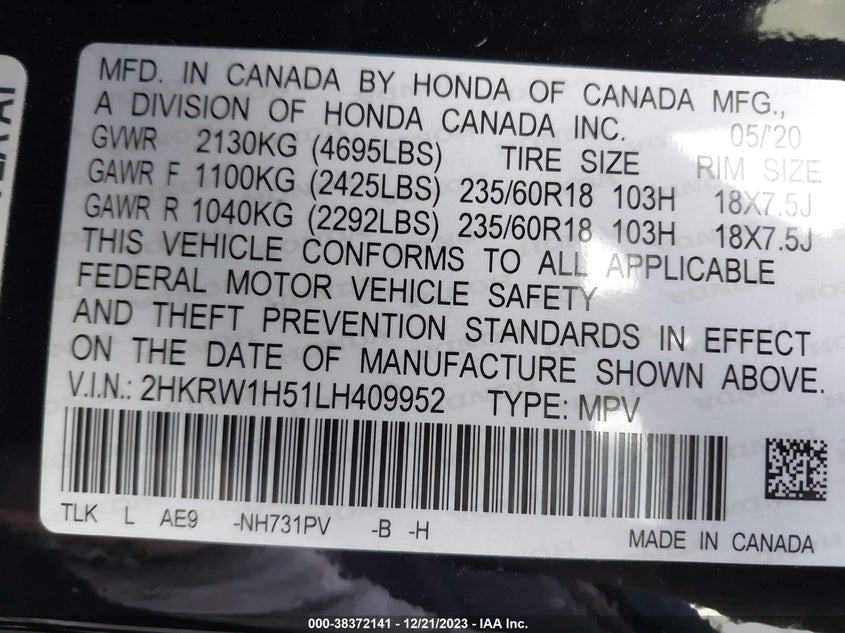 MFD. IN CANADA BY HONDA OF CANADA MFG.,
A DIVISION OF HONDA CANADA INC. 05/'20
GVWR 2130KG (4695LBS) TIRE SIZE RIM SIZE
GAWR F 1100KG (2425LBS) 235/60R18 103H 18X7.5J
GAWR R 1040KG (2292LBS) 235/60R18 103H 18X7.5J
THIS VEHICLE CONFORMS TO ALL APPLICABLE
FEDERAL MOTOR VEHICLE SAFETY
AND THEFT PREVENTION STANDARDS IN EFFECT
ON THE DATE OF MANUFACTURE SHOWN ABOVE.
V.I.N.: 2HKRW1H51LH409952 TYPE: MPV
TLK L AE9 -NH731PV -B -H
MADE IN CANADA
000-38372141 - 12/21/2023 - IAA Inc.